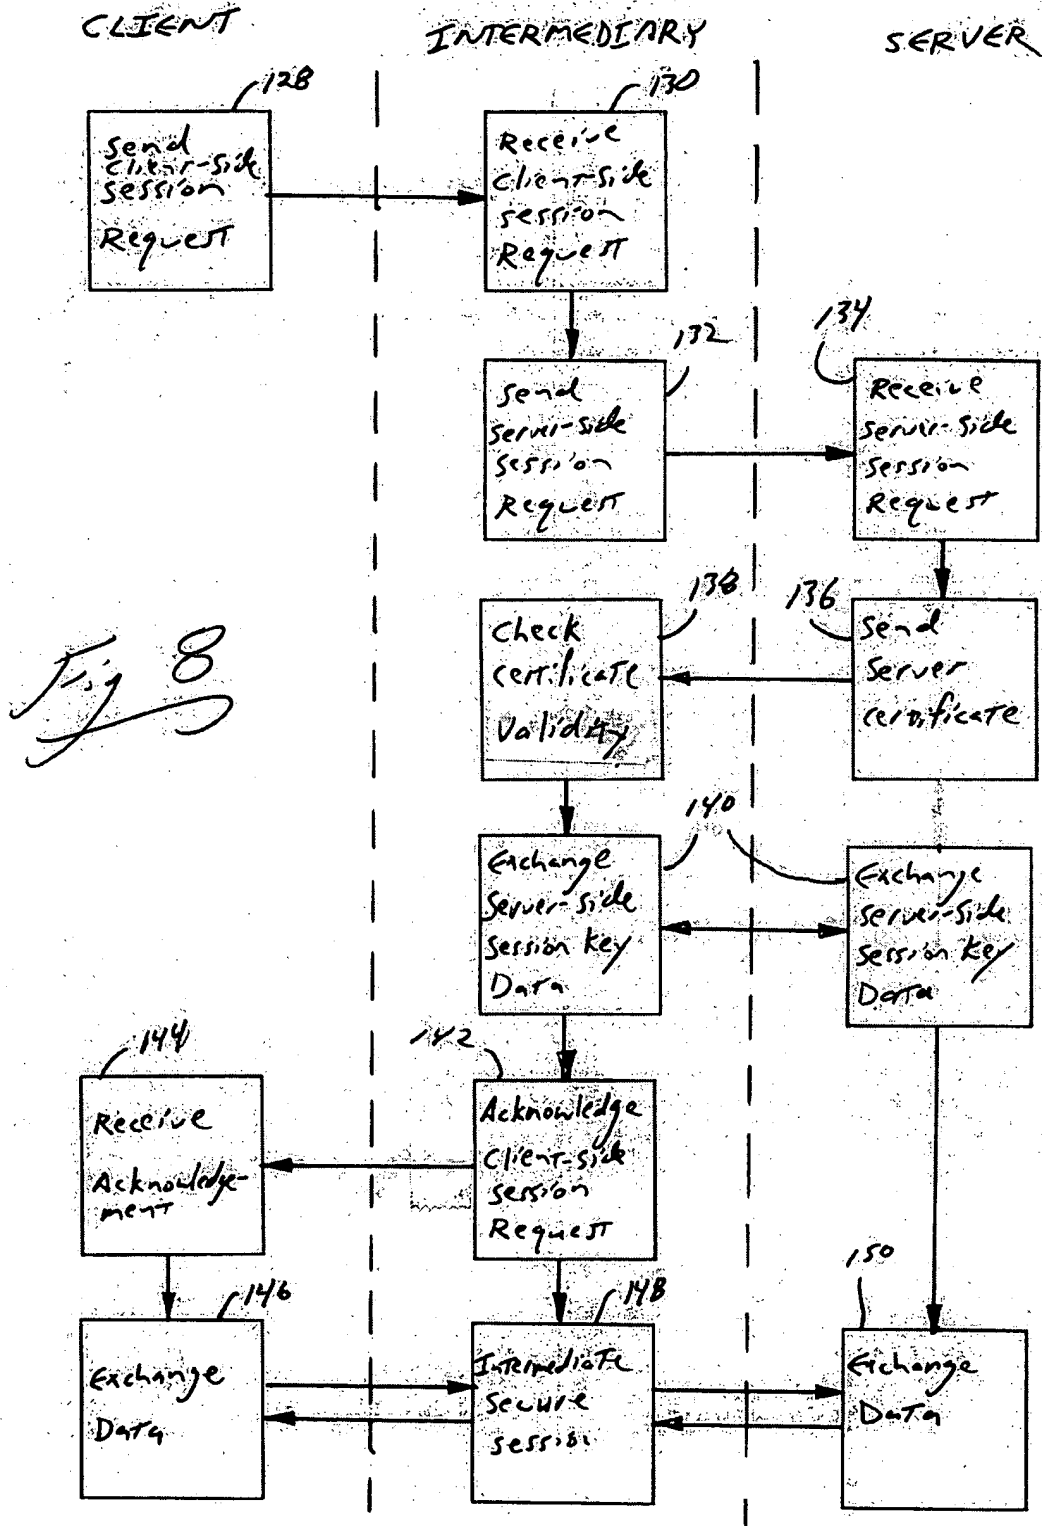 CLIENT
INTERMEDIARY
SERVER
128
Send
Client-Side
Session
Request
130
Receive
Client-Side
Session
Request
132
Send
Server-Side
Session
Request
134
Receive
Server-Side
Session
Request
136
Send
Server
Certificate
138
Check
Certificate
Validity
Fig 8
140
Exchange
Server-Side
Session Key
Data
Exchange
Server-Side
Session Key
Data
142
Acknowledge
Client-Side
Session
Request
144
Receive
Acknowledge-
ment
146
Exchange
Data
148
Intermediate
Secure
Session
150
Exchange
Data